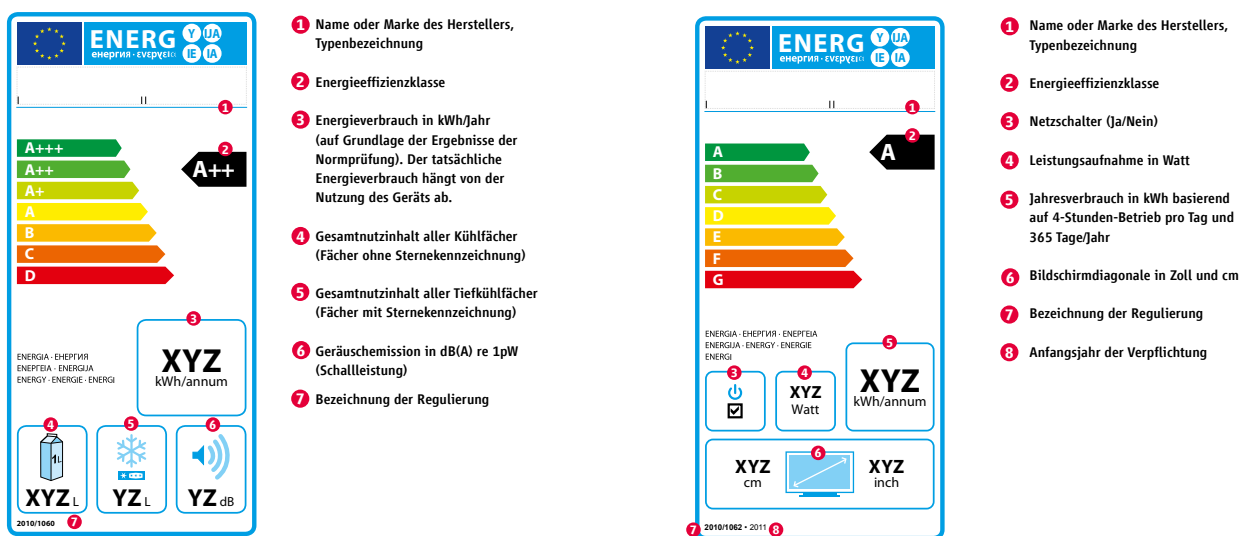 ENERG
енергия · ενεργεια
Y
IJA
IE
IA
I
II
1
A+++
A++
A+
A
B
C
D
2
A++
3
XYZ
kWh/annum
ENERGIA · ЕНЕРГИЯ
ΕΝΕΡΓΕΙΑ · ENERGIJA
ENERGY · ENERGIE · ENERGI
4
1L
XYZ L
5
YZ L
6
YZ dB
2010/1060
7
1 Name oder Marke des Herstellers,
Typenbezeichnung
2 Energieeffizienzklasse
3 Energieverbrauch in kWh/Jahr
(auf Grundlage der Ergebnisse der
Normprüfung). Der tatsächliche
Energieverbrauch hängt von der
Nutzung des Geräts ab.
4 Gesamtnutzinhalt aller Kühlfächer
(Fächer ohne Sternekennzeichnung)
5 Gesamtnutzinhalt aller Tiefkühlfächer
(Fächer mit Sternekennzeichnung)
6 Geräuschemission in dB(A) re 1pW
(Schallleistung)
7 Bezeichnung der Regulierung
ENERG
енергия · ενεργεια
Y
IJA
IE
IA
I
II
1
A
B
C
D
E
F
G
2
A
ENERGIA · ЕНЕРГИЯ · ΕΝΕΡΓΕΙΑ
ENERGIJA · ENERGY · ENERGIE
ENERGI
3
4
XYZ
Watt
5
XYZ
kWh/annum
6
XYZ
cm
XYZ
inch
7 2010/1062 • 2011 8
1 Name oder Marke des Herstellers,
Typenbezeichnung
2 Energieeffizienzklasse
3 Netzschalter (Ja/Nein)
4 Leistungsaufnahme in Watt
5 Jahresverbrauch in kWh basierend
auf 4-Stunden-Betrieb pro Tag und
365 Tage/Jahr
6 Bildschirmdiagonale in Zoll und cm
7 Bezeichnung der Regulierung
8 Anfangsjahr der Verpflichtung